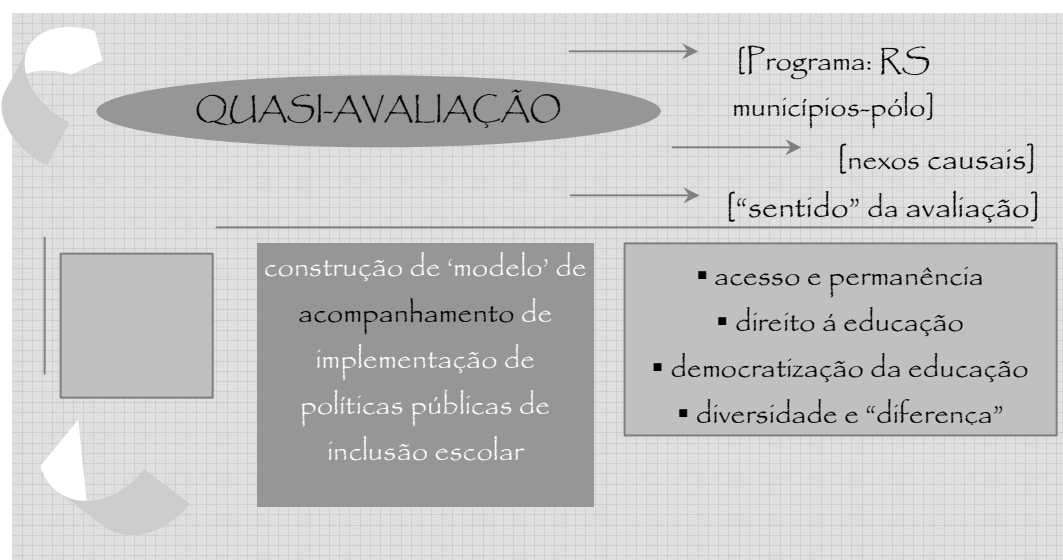 QUASI-AVALIAÇÃO
[Programa: RS
municípios-pólo]
[nexos causais]
["sentido" da avaliação]
construção de 'modelo' de
acompanhamento de
implementação de
políticas públicas de
inclusão escolar
▪ acesso e permanência
▪ direito á educação
▪ democratização da educação
▪ diversidade e "diferença"